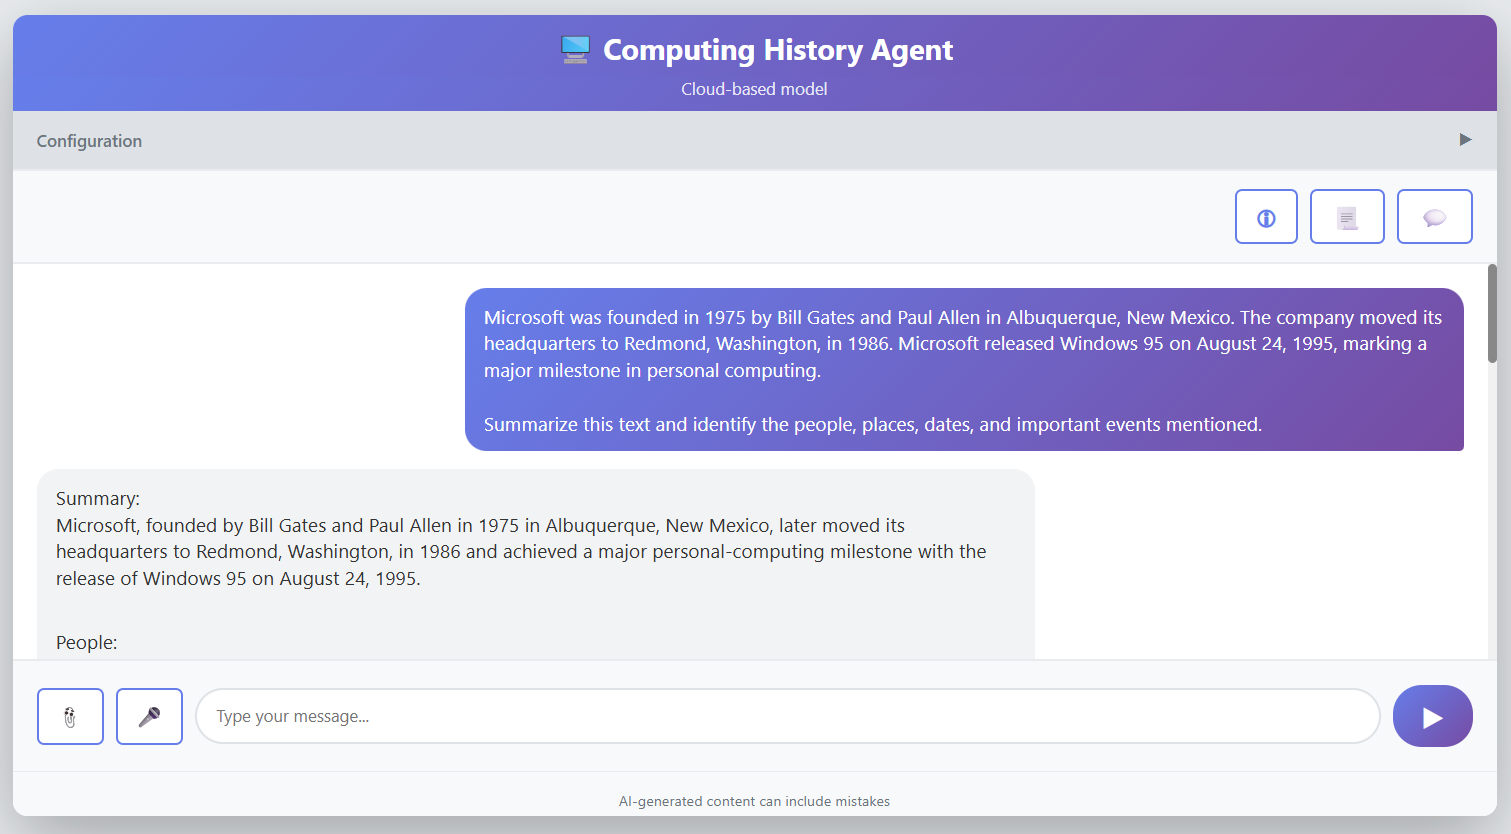 Computing History Agent
Cloud-based model
Configuration
Microsoft was founded in 1975 by Bill Gates and Paul Allen in Albuquerque, New Mexico. The company moved its
headquarters to Redmond, Washington, in 1986. Microsoft released Windows 95 on August 24, 1995, marking a
major milestone in personal computing.
Summarize this text and identify the people, places, dates, and important events mentioned.
Summary:
Microsoft, founded by Bill Gates and Paul Allen in 1975 in Albuquerque, New Mexico, later moved its
headquarters to Redmond, Washington, in 1986 and achieved a major personal-computing milestone with the
release of Windows 95 on August 24, 1995.
People:
Type your message...
AI-generated content can include mistakes